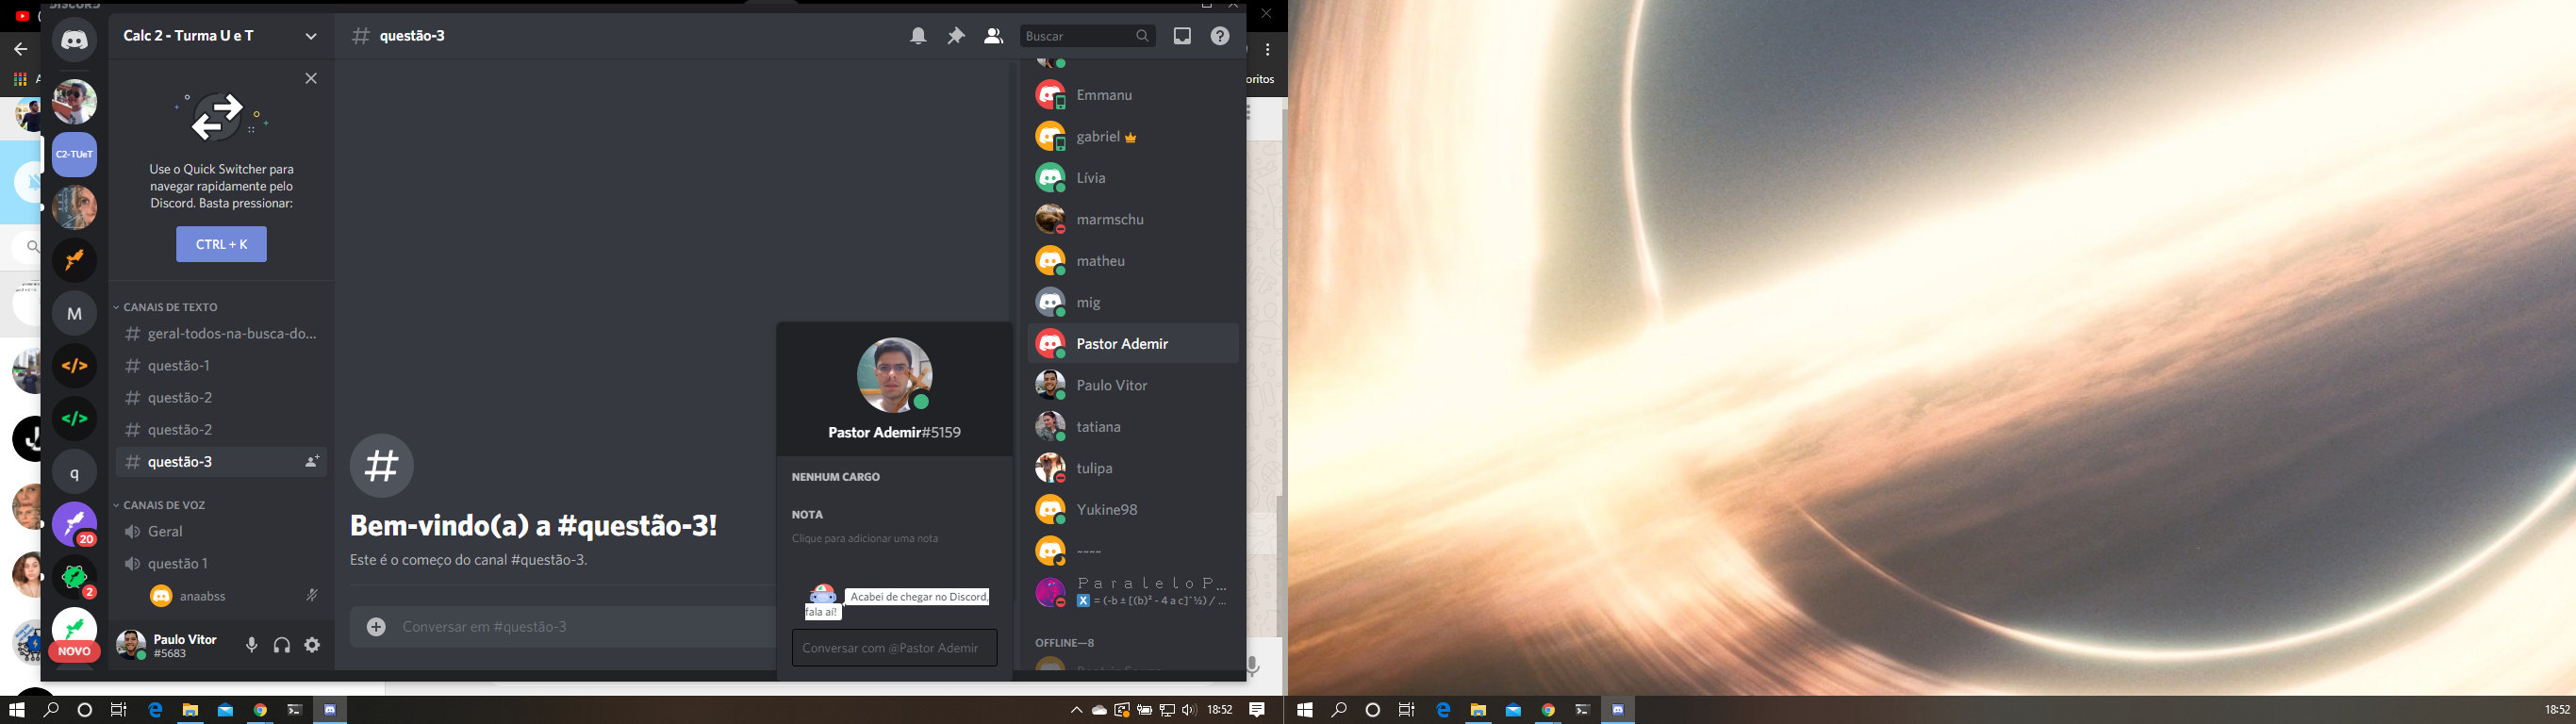 Calc 2 - Turma U e T
questão-3
Buscar
oritos
C2-TUeT
M
q
20
2
NOVO
Use o Quick Switcher para
navegar rapidamente pelo
Discord. Basta pressionar:
CTRL + K
CANAIS DE TEXTO
geral-todos-na-busca-do...
questão-1
questão-2
questão-2
questão-3
CANAIS DE VOZ
Geral
questão 1
anaabss
Paulo Vitor
#5683
Bem-vindo(a) a #questão-3!
Este é o começo do canal #questão-3.
Conversar em #questão-3
Pastor Ademir#5159
NENHUM CARGO
NOTA
Clique para adicionar uma nota
Acabei de chegar no Discord,
fala aí!
Conversar com @Pastor Ademir
Emmanu
gabriel
Lívia
marmschu
matheu
mig
Pastor Ademir
Paulo Vitor
tatiana
tulipa
Yukine98
~~~~
Ｐａｒａｌｅｌｏ Ｐ...
X = (-b ± [(b)² - 4 a c]^½) / ...
OFFLINE—8
18:52
18:52